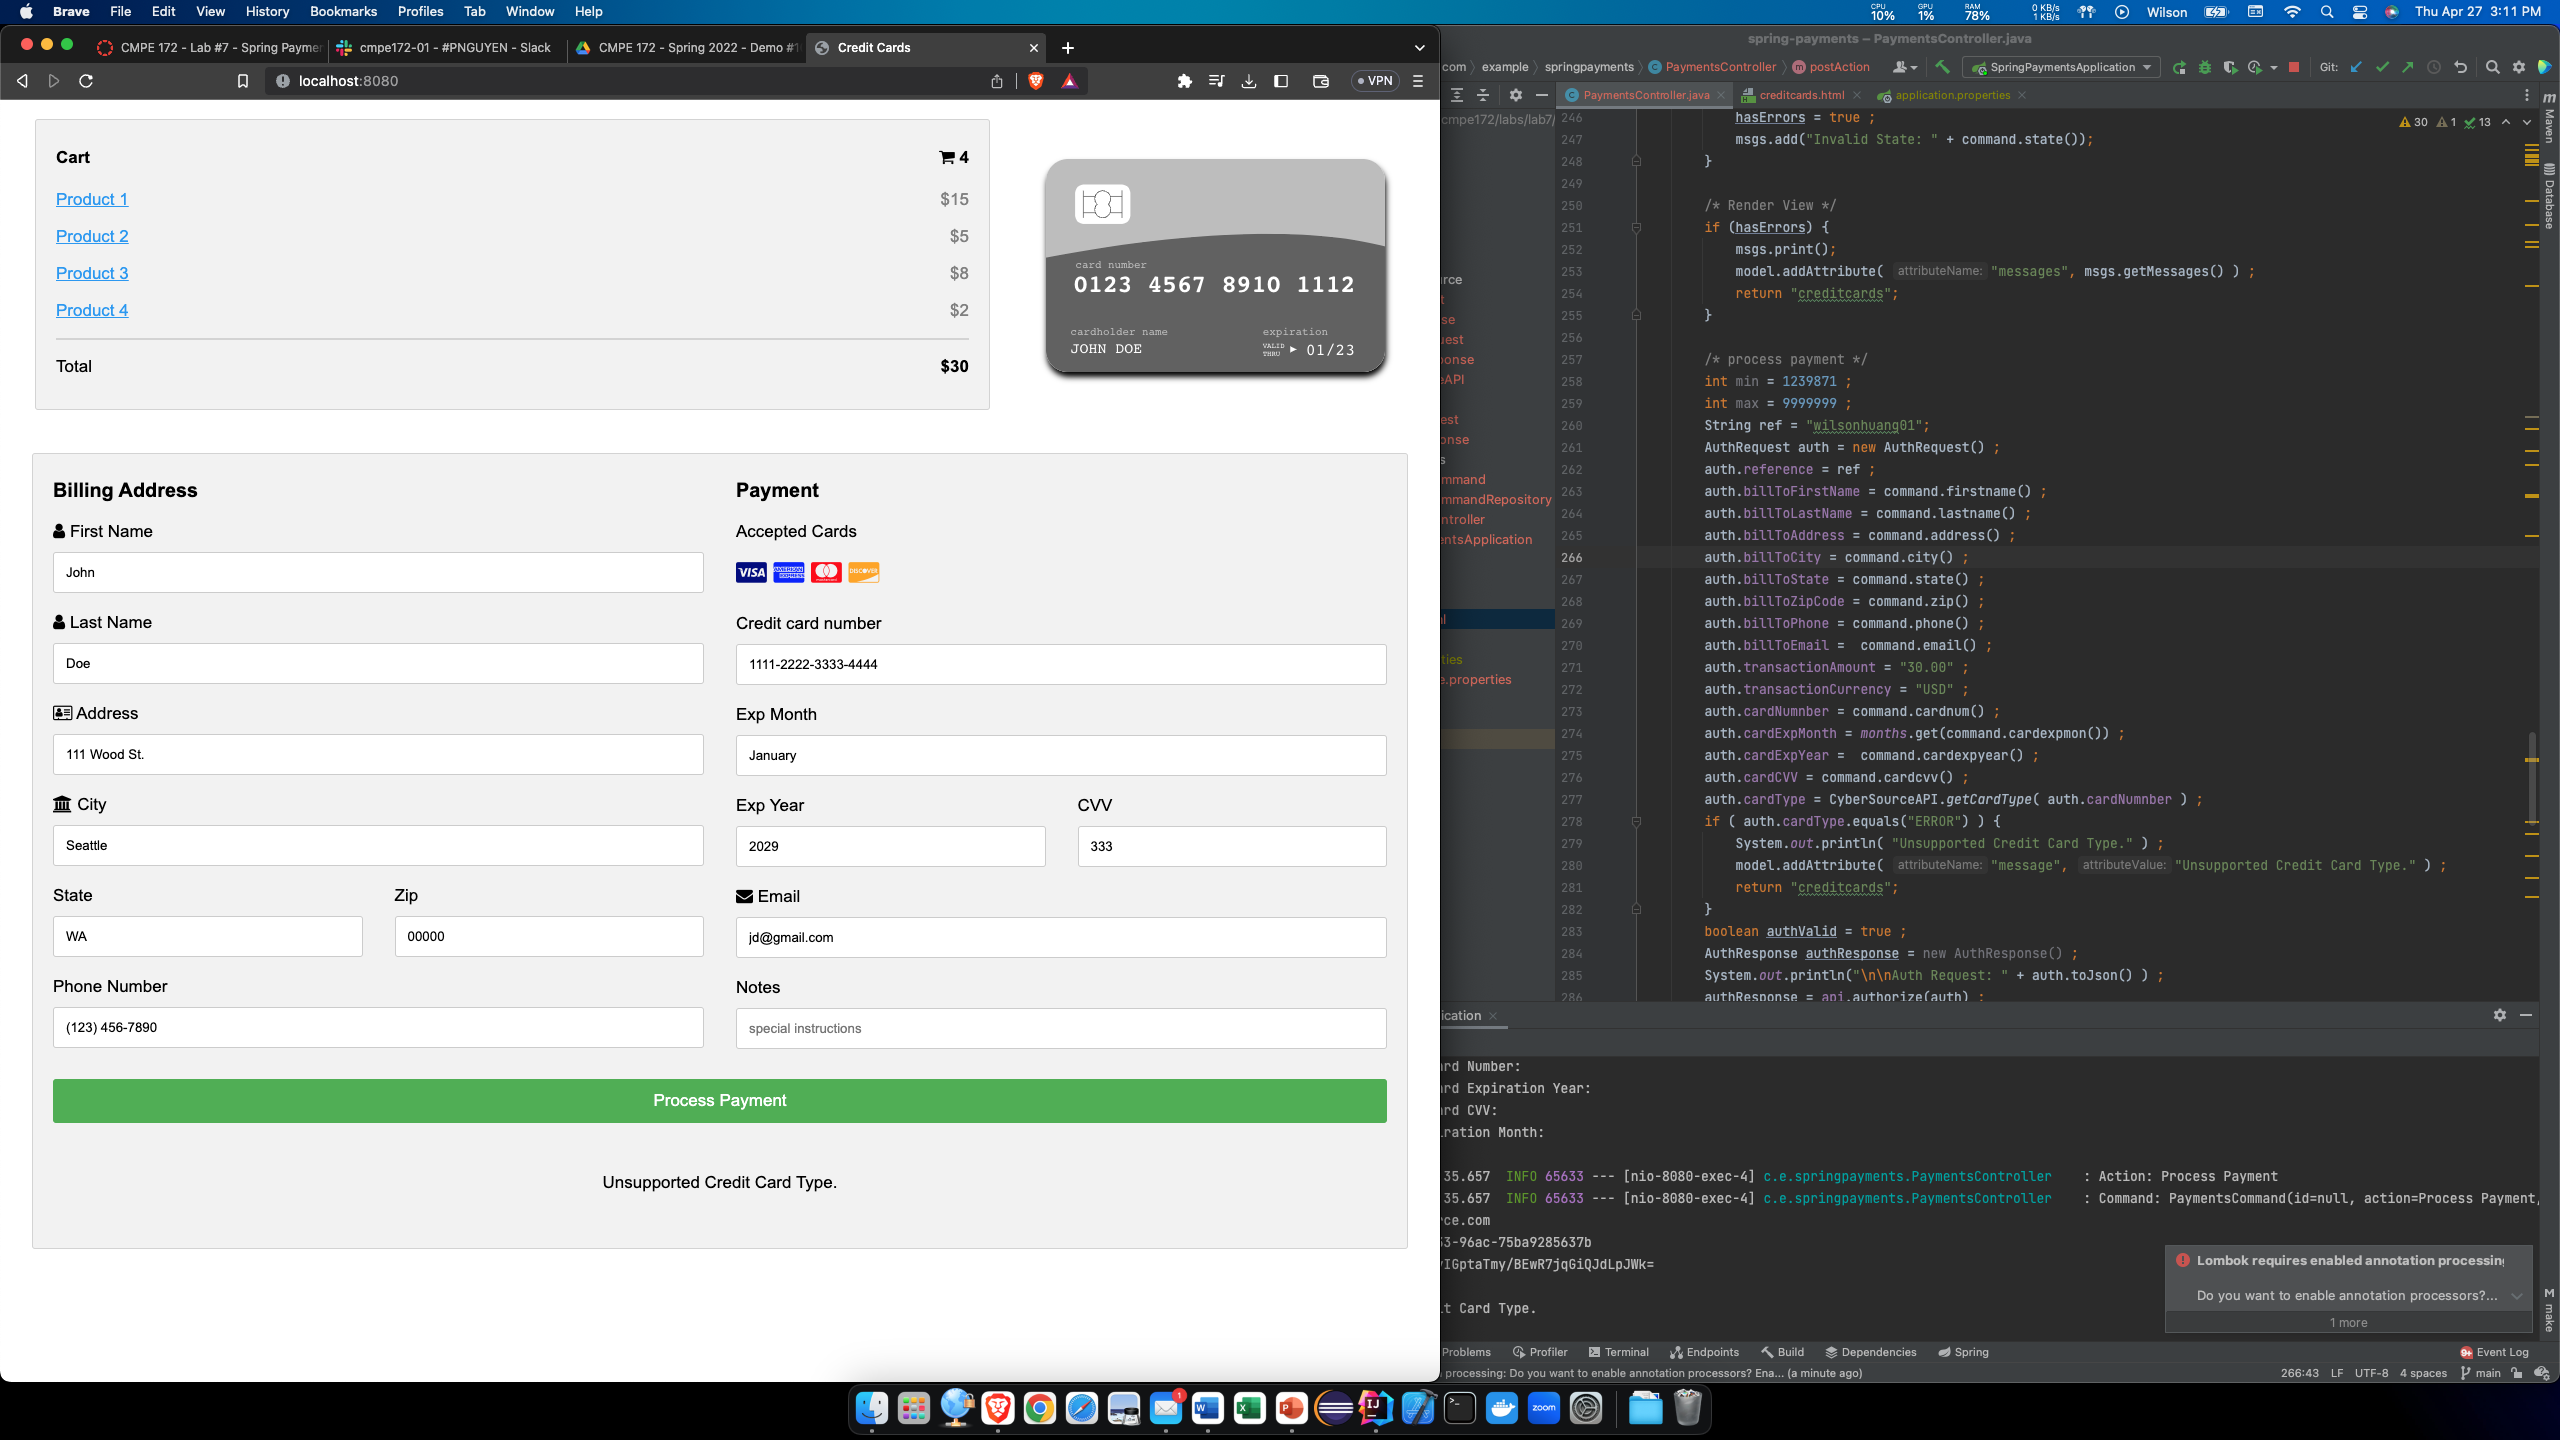 Brave File Edit View History Bookmarks Profiles Tab Window Help
CPU 10% GPU 1% RAM 78% 0 KB/s 1 KB/s Wilson Thu Apr 27 3:11 PM
CMPE 172 - Lab #7 - Spring Paymen
cmpe172-01 - #PNGUYEN - Slack
CMPE 172 - Spring 2022 - Demo #1
Credit Cards
localhost:8080
VPN
Cart 4
Product 1 $15
Product 2 $5
Product 3 $8
Product 4 $2
Total $30
card number
0123 4567 8910 1112
cardholder name
JOHN DOE
expiration
VALID THRU 01/23
Billing Address
First Name
John
Last Name
Doe
Address
111 Wood St.
City
Seattle
State
WA
Zip
00000
Phone Number
(123) 456-7890
Payment
Accepted Cards
VISA AMERICAN EXPRESS mastercard DISCOVER
Credit card number
1111-2222-3333-4444
Exp Month
January
Exp Year
2029
CVV
333
Email
jd@gmail.com
Notes
special instructions
Process Payment
Unsupported Credit Card Type.
spring-payments – PaymentsController.java
com example springpayments PaymentsController postAction
SpringPaymentsApplication Git:
cmpe172/labs/lab7/
PaymentsController.java creditcards.html application.properties
30 1 13
246 hasErrors = true ;
247 msgs.add("Invalid State: " + command.state());
248 }
249
250 /* Render View */
251 if (hasErrors) {
252 msgs.print();
253 model.addAttribute( attributeName: "messages", msgs.getMessages() ) ;
254 return "creditcards";
255 }
256
257 /* process payment */
258 int min = 1239871 ;
259 int max = 9999999 ;
260 String ref = "wilsonhuang01";
261 AuthRequest auth = new AuthRequest() ;
262 auth.reference = ref ;
263 auth.billToFirstName = command.firstname() ;
264 auth.billToLastName = command.lastname() ;
265 auth.billToAddress = command.address() ;
266 auth.billToCity = command.city() ;
267 auth.billToState = command.state() ;
268 auth.billToZipCode = command.zip() ;
269 auth.billToPhone = command.phone() ;
270 auth.billToEmail =  command.email() ;
271 auth.transactionAmount = "30.00" ;
272 auth.transactionCurrency = "USD" ;
273 auth.cardNumnber = command.cardnum() ;
274 auth.cardExpMonth = months.get(command.cardexpmon()) ;
275 auth.cardExpYear =  command.cardexpyear() ;
276 auth.cardCVV = command.cardcvv() ;
277 auth.cardType = CyberSourceAPI.getCardType( auth.cardNumnber ) ;
278 if ( auth.cardType.equals("ERROR") ) {
279 System.out.println( "Unsupported Credit Card Type." ) ;
280 model.addAttribute( attributeName: "message", attributeValue: "Unsupported Credit Card Type." ) ;
281 return "creditcards";
282 }
283 boolean authValid = true ;
284 AuthResponse authResponse = new AuthResponse() ;
285 System.out.println("\n\nAuth Request: " + auth.toJson() ) ;
286 authResponse = api.authorize(auth) ;
rce
t
se
uest
ponse
eAPI
est
onse
s
mmand
mmandRepository
ntroller
entsApplication
l
ties
e.properties
Maven
Database
make
ication
rd Number:
rd Expiration Year:
rd CVV:
ration Month:
35.657 INFO 65633 --- [nio-8080-exec-4] c.e.springpayments.PaymentsController : Action: Process Payment
35.657 INFO 65633 --- [nio-8080-exec-4] c.e.springpayments.PaymentsController : Command: PaymentsCommand(id=null, action=Process Payment,
rce.com
3-96ac-75ba9285637b
IGptaTmy/BEwR7jqGiQJdLpJWk=
t Card Type.
Lombok requires enabled annotation processing
Do you want to enable annotation processors?...
1 more
Problems Profiler Terminal Endpoints Build Dependencies Spring 9+ Event Log
processing: Do you want to enable annotation processors? Ena... (a minute ago) 266:43 LF UTF-8 4 spaces main
1
zoom